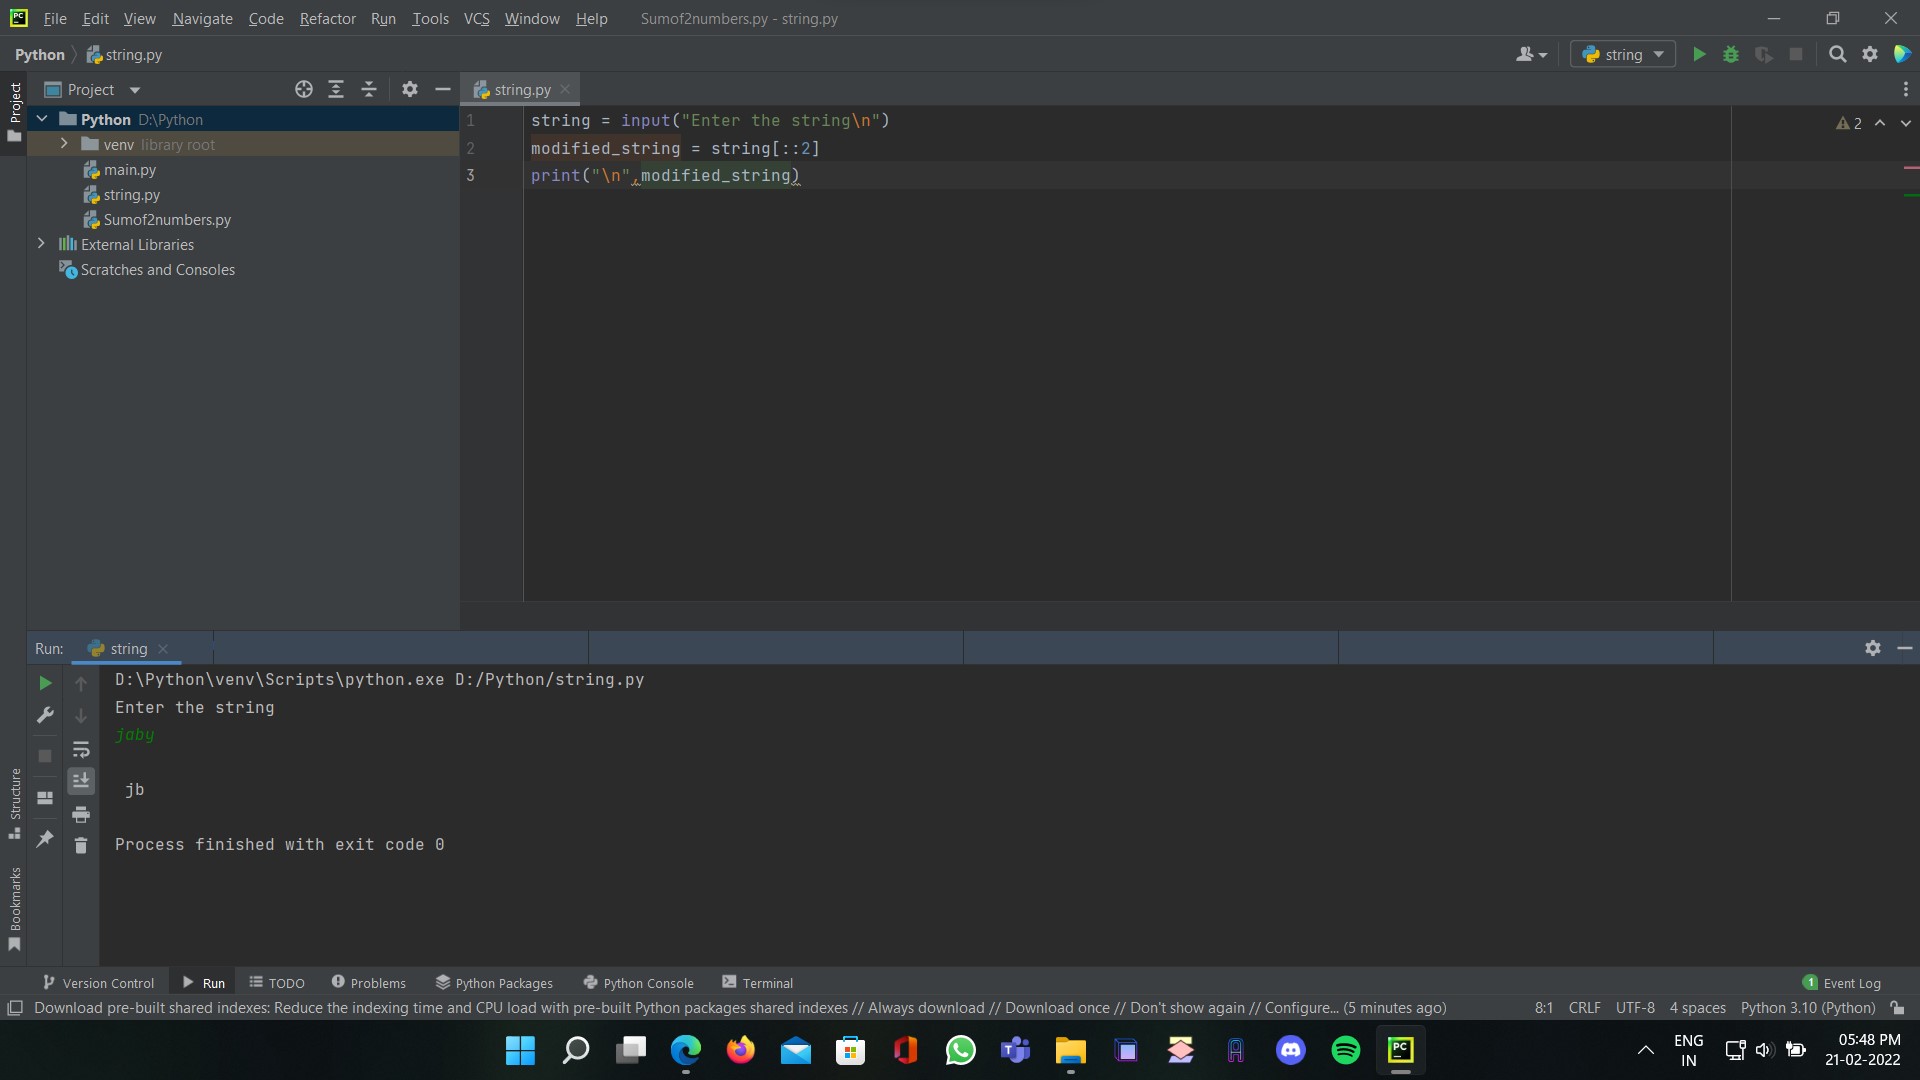 File Edit View Navigate Code Refactor Run Tools VCS Window Help Sumof2numbers.py - string.py
Python string.py
string
Project
Project
string.py
Python D:\Python
venv library root
main.py
string.py
Sumof2numbers.py
External Libraries
Scratches and Consoles
1 string = input("Enter the string\n")
2 modified_string = string[::2]
3 print("\n",modified_string)
2
Run: string
D:\Python\venv\Scripts\python.exe D:/Python/string.py
Enter the string
jaby
jb
Process finished with exit code 0
Structure
Bookmarks
Version Control Run TODO Problems Python Packages Python Console Terminal 1 Event Log
Download pre-built shared indexes: Reduce the indexing time and CPU load with pre-built Python packages shared indexes // Always download // Download once // Don't show again // Configure... (5 minutes ago) 8:1 CRLF UTF-8 4 spaces Python 3.10 (Python)
PC
ENG
IN
05:48 PM
21-02-2022